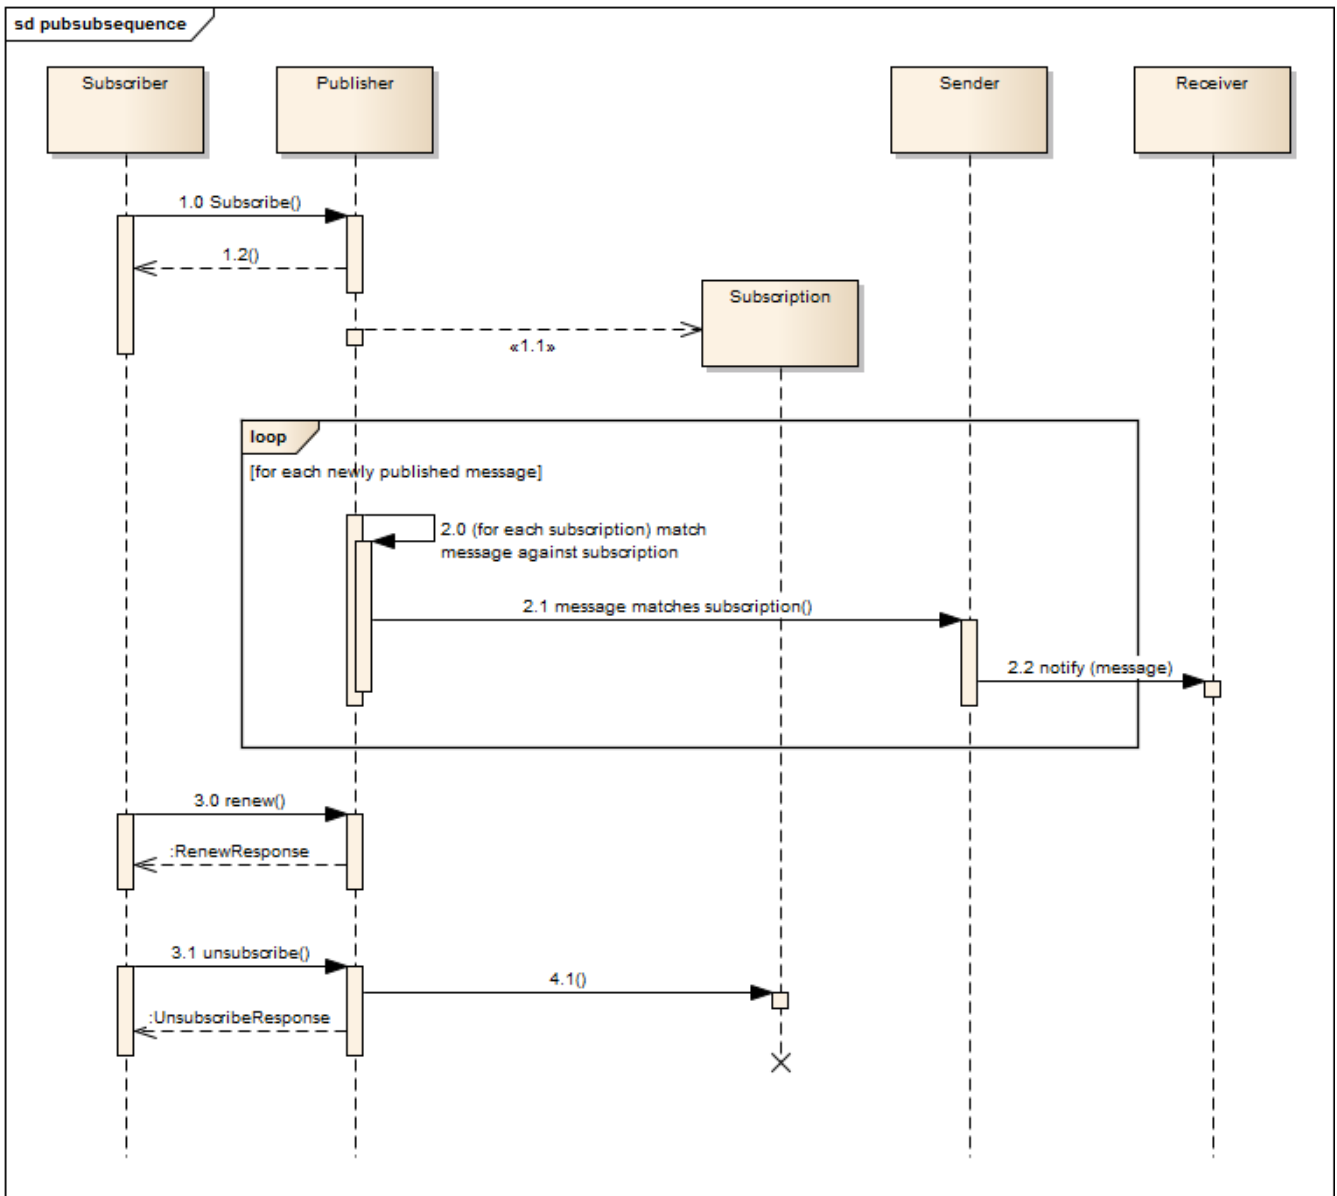 sd pubsubsequence
Subscriber
Publisher
Sender
Receiver
1.0 Subscribe()
1.2()
Subscription
«1.1»
loop
[for each newly published message]
2.0 (for each subscription) match
message against subscription
2.1 message matches subscription()
2.2 notify (message)
3.0 renew()
:RenewResponse
3.1 unsubscribe()
4.1()
:UnsubscribeResponse